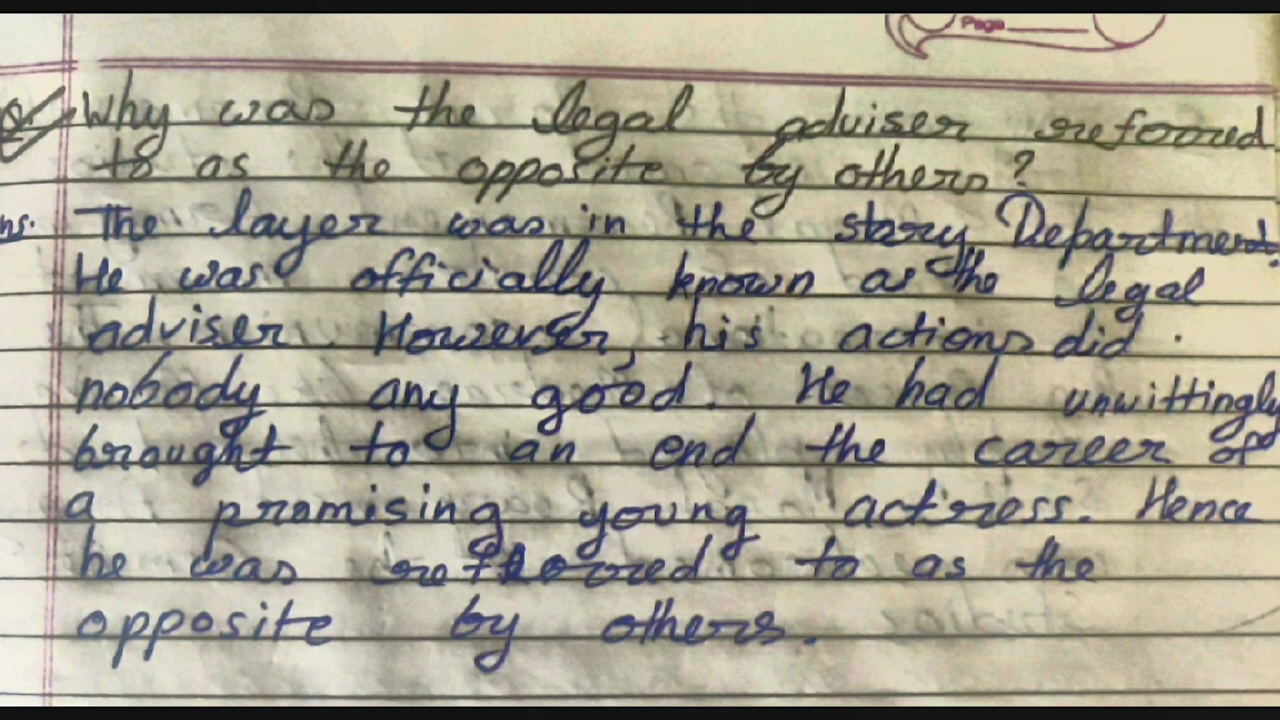 Page
Q. Why was the legal adviser referred
to as the opposite by others?
Ans. The layer was in the story Department.
He was officially known as the legal
adviser. However, his actions did
nobody any good. He had unwittingly
brought to an end the career of
a promising young actress. Hence
he was referred to as the
opposite by others.